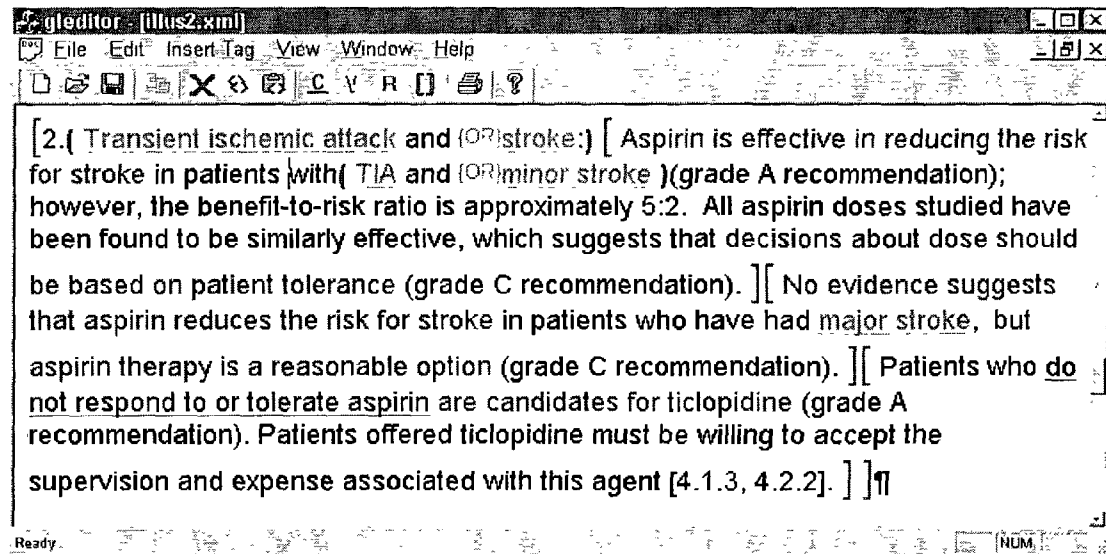 gleditor - [illus2.xml]
File Edit Insert Tag View Window Help
C V R []
[2.( Transient ischemic attack and {OR}stroke:) [ Aspirin is effective in reducing the risk
for stroke in patients with( TIA and {OR}minor stroke )(grade A recommendation);
however, the benefit-to-risk ratio is approximately 5:2. All aspirin doses studied have
been found to be similarly effective, which suggests that decisions about dose should
be based on patient tolerance (grade C recommendation). ][ No evidence suggests
that aspirin reduces the risk for stroke in patients who have had major stroke, but
aspirin therapy is a reasonable option (grade C recommendation). ][ Patients who do
not respond to or tolerate aspirin are candidates for ticlopidine (grade A
recommendation). Patients offered ticlopidine must be willing to accept the
supervision and expense associated with this agent [4.1.3, 4.2.2]. ] ]¶
Ready NUM